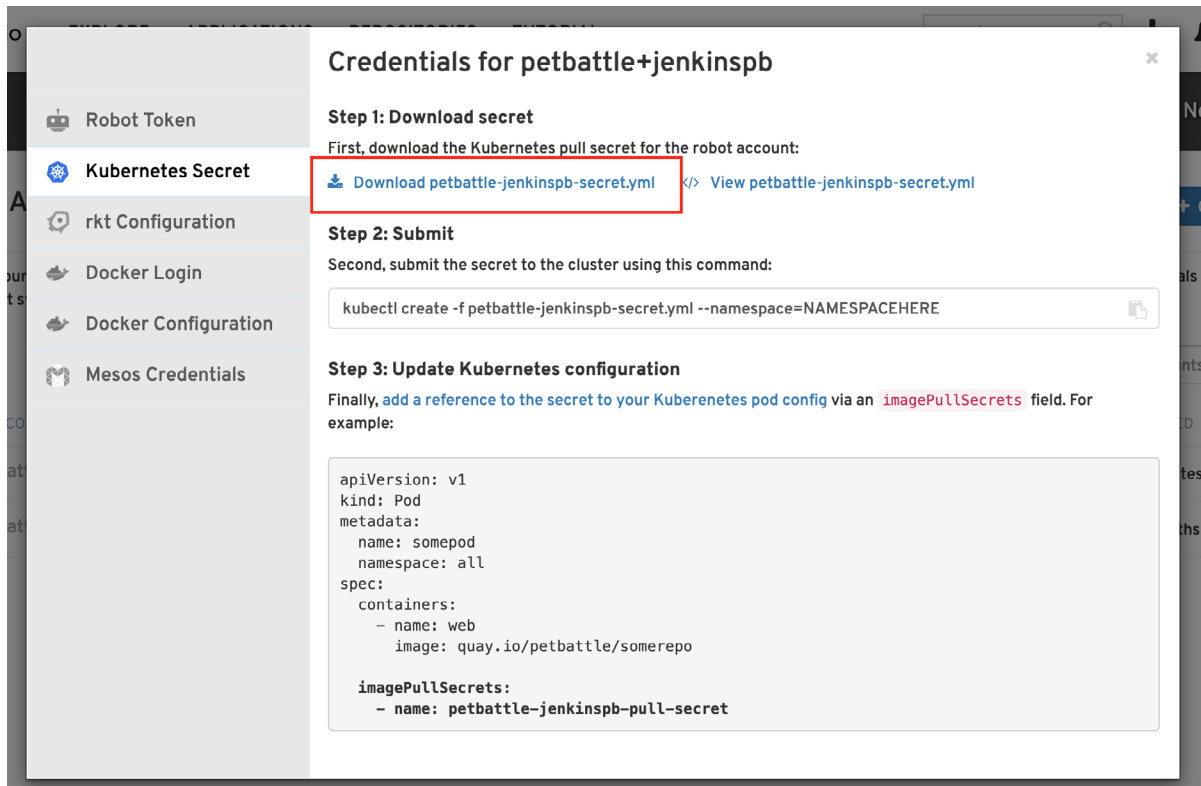 Credentials for petbattle+jenkinspb
Robot Token
Kubernetes Secret
rkt Configuration
Docker Login
Docker Configuration
Mesos Credentials
Step 1: Download secret
First, download the Kubernetes pull secret for the robot account:
Download petbattle-jenkinspb-secret.yml </> View petbattle-jenkinspb-secret.yml
Step 2: Submit
Second, submit the secret to the cluster using this command:
kubectl create -f petbattle-jenkinspb-secret.yml --namespace=NAMESPACEHERE
Step 3: Update Kubernetes configuration
Finally, add a reference to the secret to your Kuberenetes pod config via an imagePullSecrets field. For
example:
apiVersion: v1
kind: Pod
metadata:
  name: somepod
  namespace: all
spec:
  containers:
    - name: web
      image: quay.io/petbattle/somerepo
  imagePullSecrets:
    - name: petbattle-jenkinspb-pull-secret